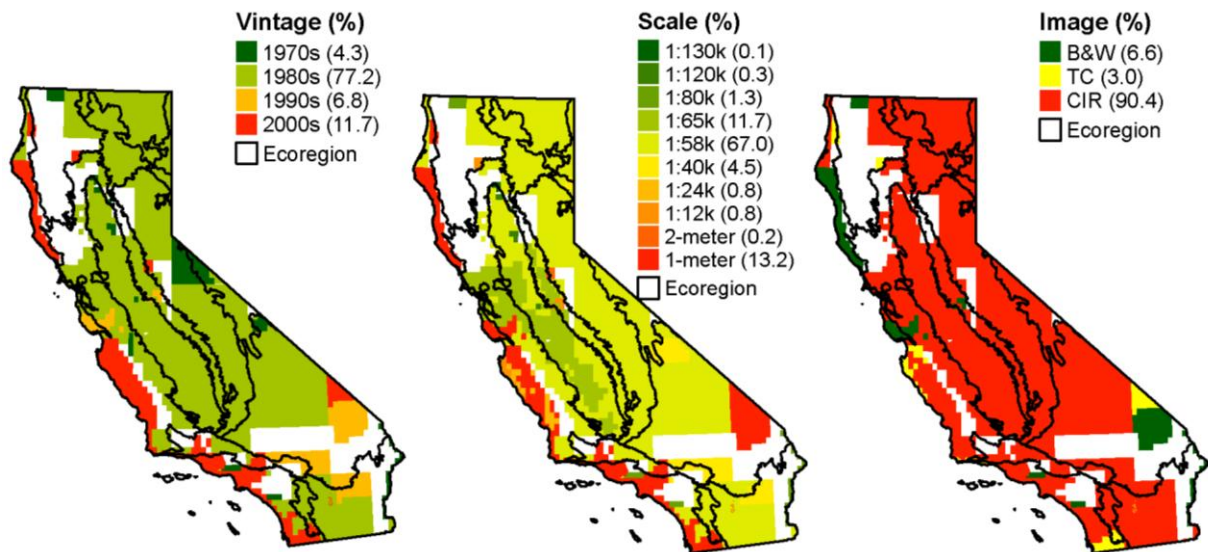 Vintage (%)
1970s (4.3)
1980s (77.2)
1990s (6.8)
2000s (11.7)
Ecoregion
Scale (%)
1:130k (0.1)
1:120k (0.3)
1:80k (1.3)
1:65k (11.7)
1:58k (67.0)
1:40k (4.5)
1:24k (0.8)
1:12k (0.8)
2-meter (0.2)
1-meter (13.2)
Ecoregion
Image (%)
B&W (6.6)
TC (3.0)
CIR (90.4)
Ecoregion